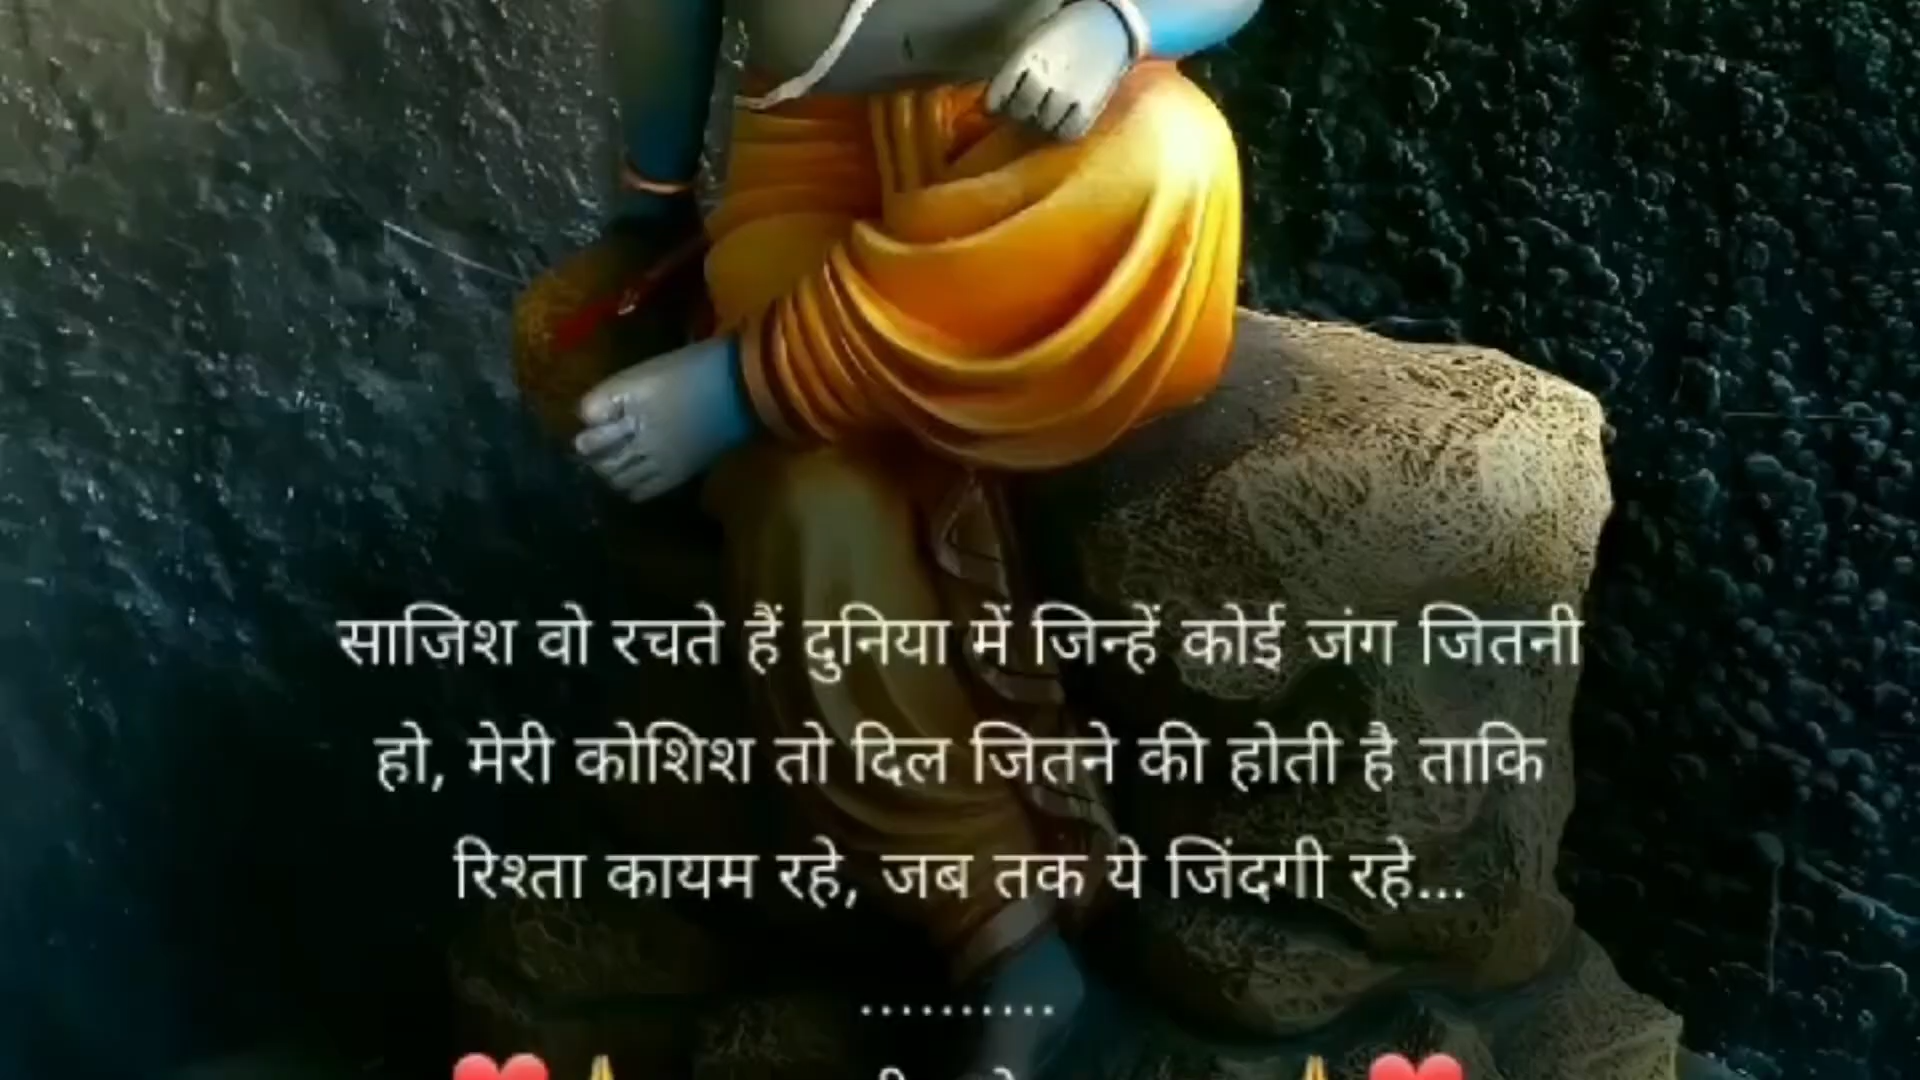 साजिश वो रचते हैं दुनिया में जिन्हें कोई जंग जितनी
हो, मेरी कोशिश तो दिल जितने की होती है ताकि
रिश्ता कायम रहे, जब तक ये जिंदगी रहे...
..........